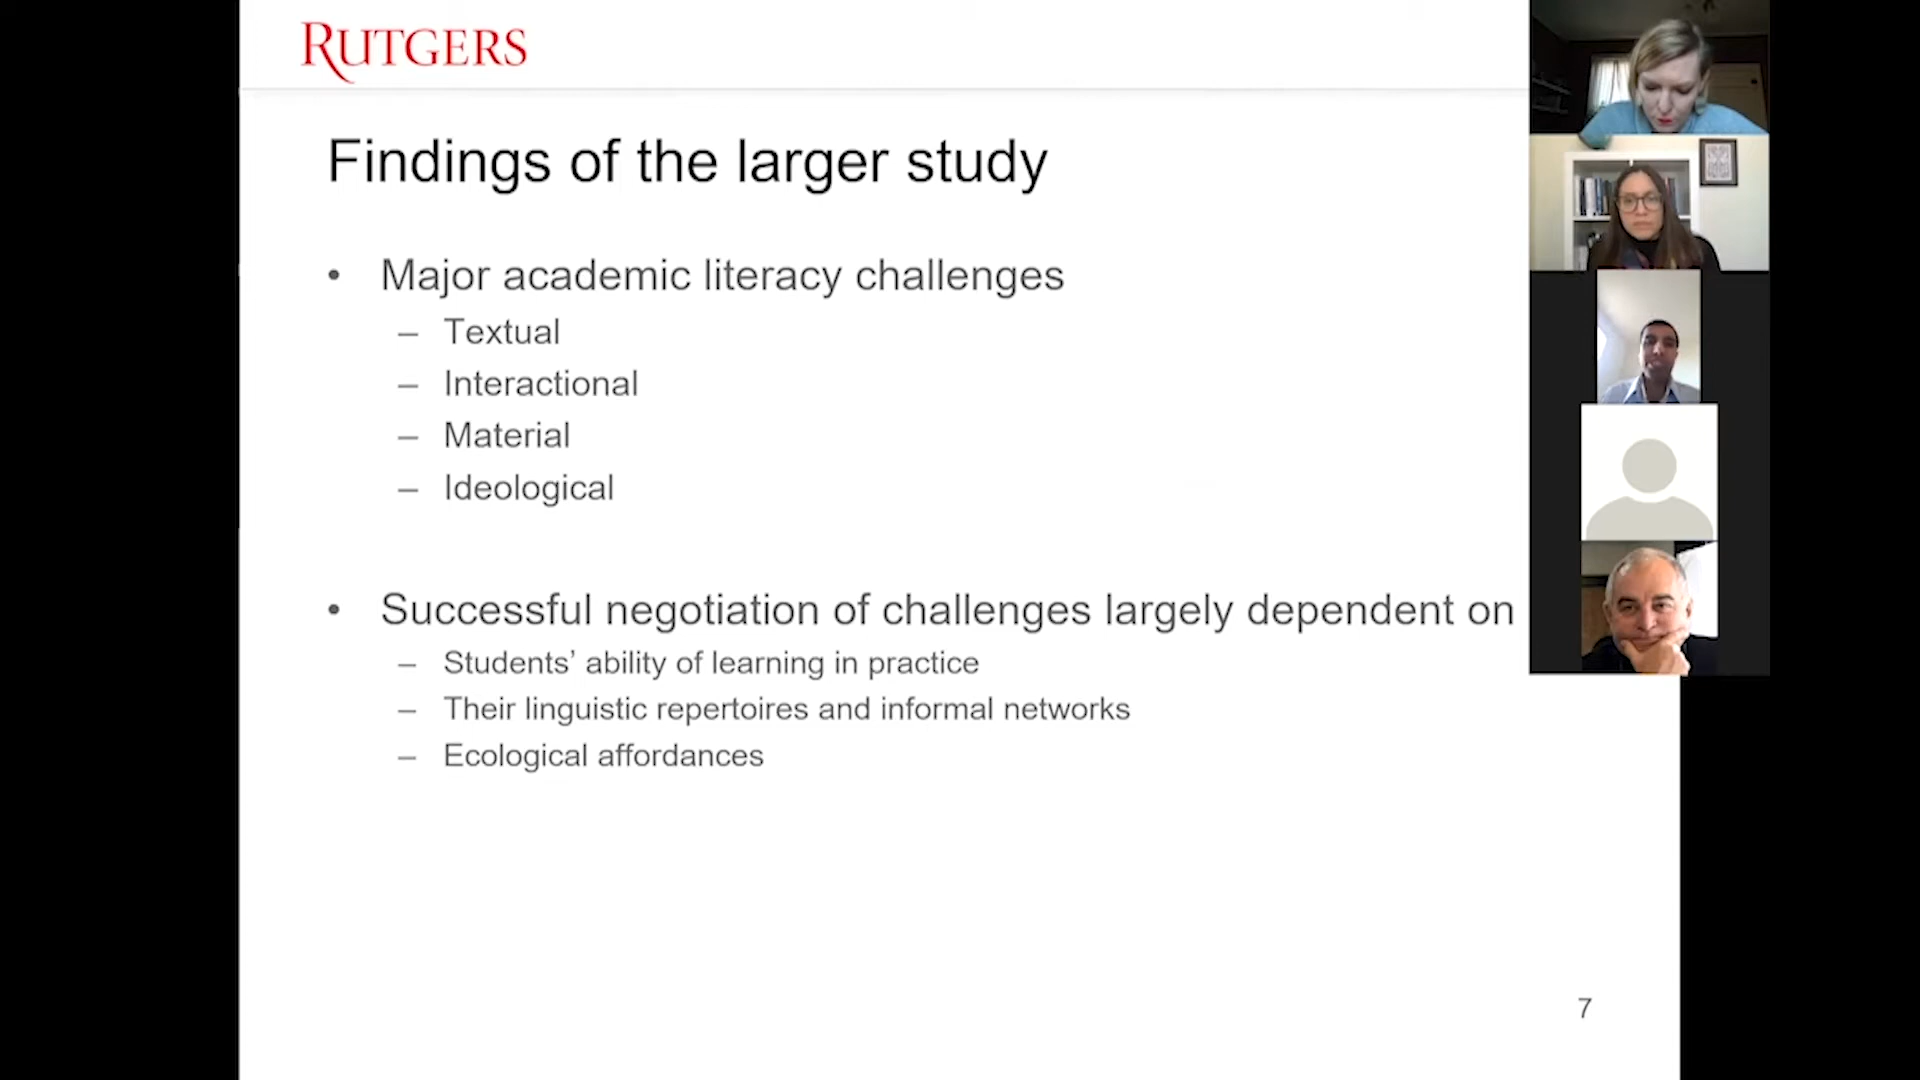 RUTGERS
Findings of the larger study
• Major academic literacy challenges
– Textual
– Interactional
– Material
– Ideological
• Successful negotiation of challenges largely dependent on
– Students’ ability of learning in practice
– Their linguistic repertoires and informal networks
– Ecological affordances
7